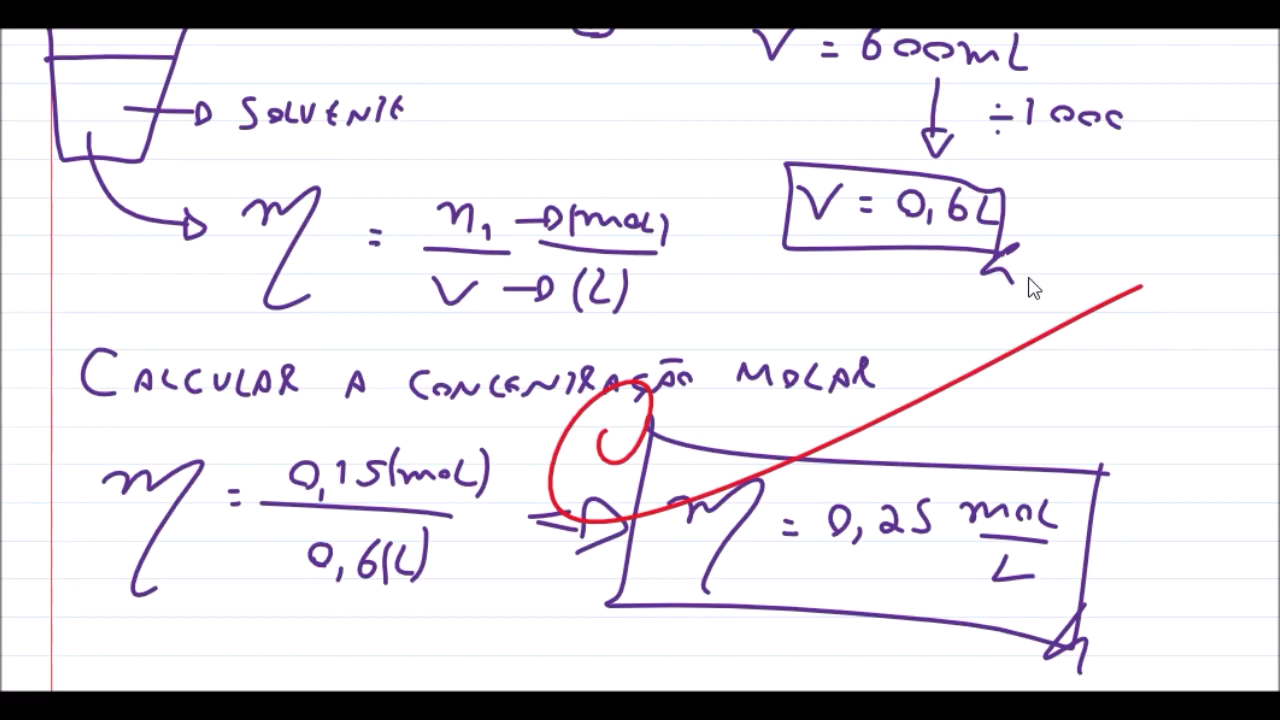 V = 600mL
SOLVENTE
÷1000
V = 0,6L
M = n₁ →(moL) / V →(L)
CALCULAR A CONCENTRAÇÃO MOLAR
M = 0,15(moL) / 0,6(L) ⇒ M = 0,25 moL / L